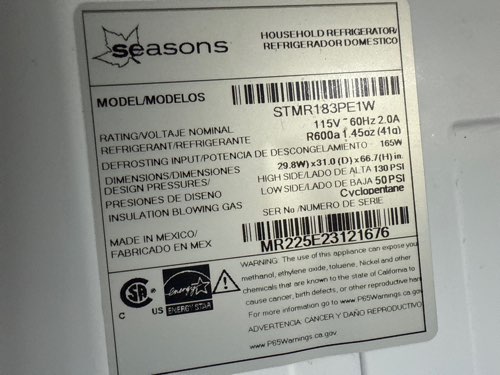 seasons
HOUSEHOLD REFRIGERATOR/
REFRIGERADOR DOMESTICO
MODEL/MODELOS
STMR183PE1W
RATING/VOLTAJE NOMINAL 115V~60Hz 2.0A
REFRIGERANT/REFRIGERANTE R600a 1.45oz (41g)
DEFROSTING INPUT/POTENCIA DE DESCONGELAMIENTO - 165W
DIMENSIONS/DIMENSIONES (29.8W) x31.0 (D) x66.7(H) in.
DESIGN PRESSURES/ HIGH SIDE/LADO DE ALTA 130 PSI
PRESIONES DE DISEÑO LOW SIDE/LADO DE BAJA 50 PSI
INSULATION BLOWING GAS Cyclopentane
SER No /NUMERO DE SERIE
MADE IN MEXICO/
FABRICADO EN MEX
MR225E23121676
SA
C US
energy
ENERGY STAR
WARNING: The use of this appliance can expose you
methanol, ethylene oxide, toluene, Nickel and other
chemicals that are known to the state of California to
cause cancer, birth defects, or other reproductive
For more information go to www.P65Warnings.ca.gov
ADVERTENCIA: CANCER Y DAÑO REPRODUCTIVO
www.P65Warnings.ca.gov